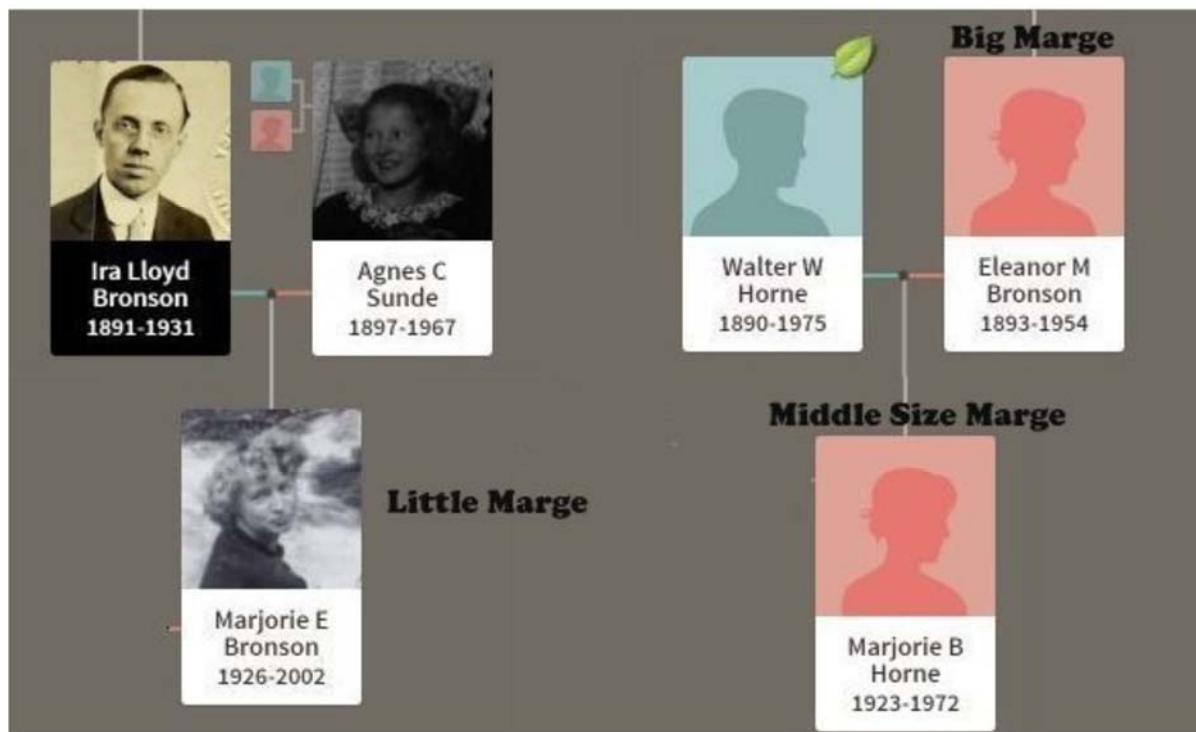 Big Marge
Ira Lloyd
Bronson
1891-1931
Agnes C
Sunde
1897-1967
Walter W
Horne
1890-1975
Eleanor M
Bronson
1893-1954
Middle Size Marge
Little Marge
Marjorie E
Bronson
1926-2002
Marjorie B
Horne
1923-1972